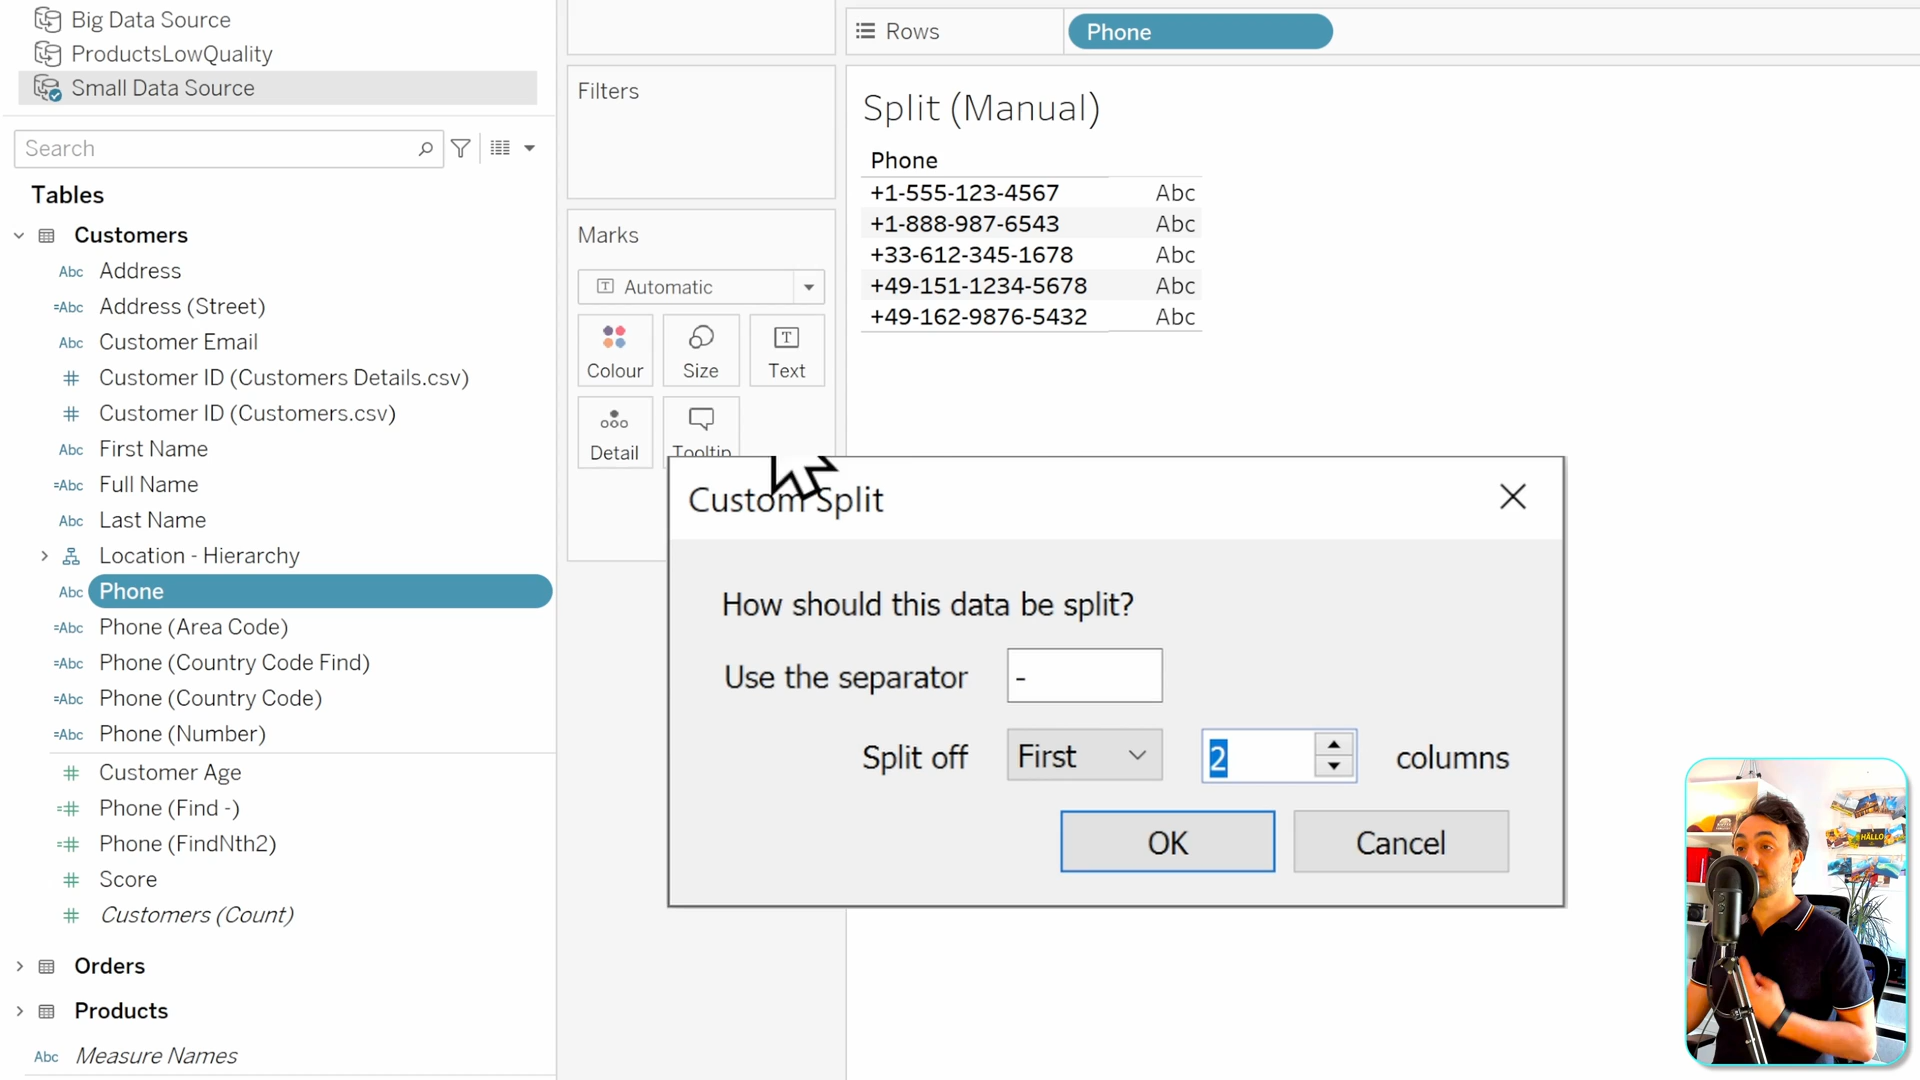 Big Data Source
ProductsLowQuality
Small Data Source
Search
Tables
Customers
Abc Address
=Abc Address (Street)
Abc Customer Email
# Customer ID (Customers Details.csv)
# Customer ID (Customers.csv)
Abc First Name
=Abc Full Name
Abc Last Name
Location - Hierarchy
Abc Phone
=Abc Phone (Area Code)
=Abc Phone (Country Code Find)
=Abc Phone (Country Code)
=Abc Phone (Number)
# Customer Age
=# Phone (Find -)
=# Phone (FindNth2)
# Score
# Customers (Count)
Orders
Products
Abc Measure Names
Filters
Marks
Automatic
Colour Size Text
Detail Tooltip
Rows Phone
Split (Manual)
Phone
+1-555-123-4567 Abc
+1-888-987-6543 Abc
+33-612-345-1678 Abc
+49-151-1234-5678 Abc
+49-162-9876-5432 Abc
Custom Split
How should this data be split?
Use the separator -
Split off First 2 columns
OK Cancel
HALLO